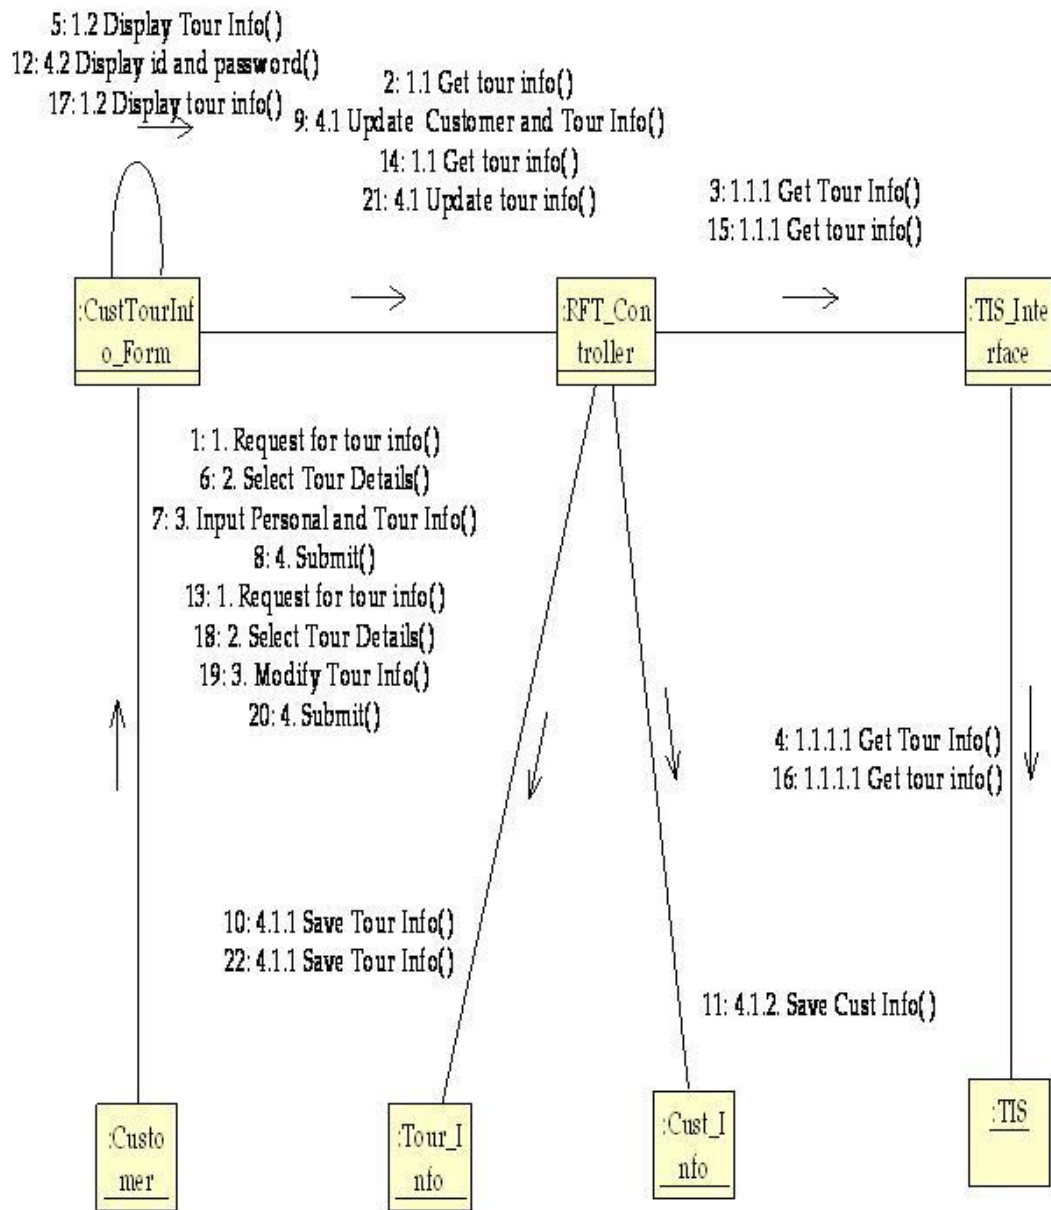 5: 1.2 Display Tour Info()
12: 4.2 Display id and password()
17: 1.2 Display tour info()
2: 1.1 Get tour info()
9: 4.1 Update Customer and Tour Info()
14: 1.1 Get tour info()
21: 4.1 Update tour info()
3: 1.1.1 Get Tour Info()
15: 1.1.1 Get tour info()
:CustTourInf
o_Form
:RFT_Con
troller
:TIS_Inte
rface
1: 1. Request for tour info()
6: 2. Select Tour Details()
7: 3. Input Personal and Tour Info()
8: 4. Submit()
13: 1. Request for tour info()
18: 2. Select Tour Details()
19: 3. Modify Tour Info()
20: 4. Submit()
4: 1.1.1.1 Get Tour Info()
16: 1.1.1.1 Get tour info()
10: 4.1.1 Save Tour Info()
22: 4.1.1 Save Tour Info()
11: 4.1.2. Save Cust Info()
:Custo
mer
:Tour_I
nfo
:Cust_I
nfo
:TIS